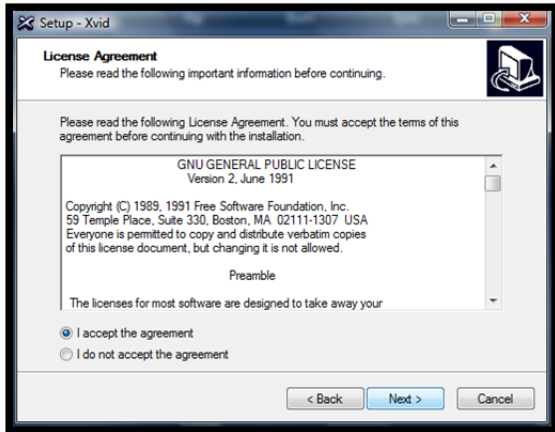 Setup - Xvid
License Agreement
Please read the following important information before continuing.
Please read the following License Agreement. You must accept the terms of this
agreement before continuing with the installation.
GNU GENERAL PUBLIC LICENSE
Version 2, June 1991
Copyright (C) 1989, 1991 Free Software Foundation, Inc.
59 Temple Place, Suite 330, Boston, MA  02111-1307  USA
Everyone is permitted to copy and distribute verbatim copies
of this license document, but changing it is not allowed.
Preamble
The licenses for most software are designed to take away your
I accept the agreement
I do not accept the agreement
< Back
Next >
Cancel